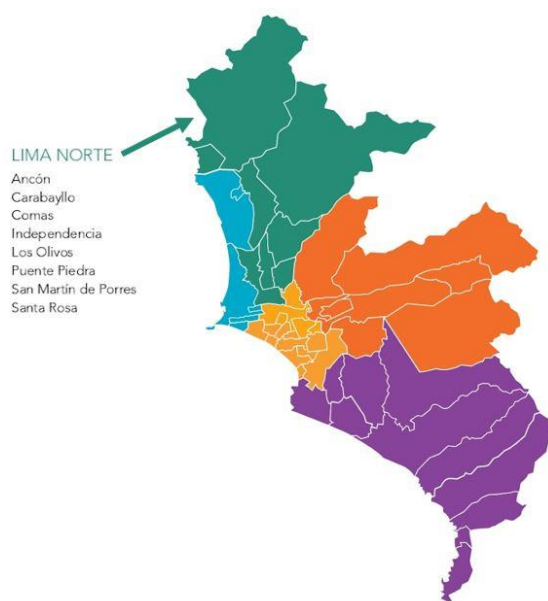 LIMA NORTE
Ancón
Carabayllo
Comas
Independencia
Los Olivos
Puente Piedra
San Martín de Porres
Santa Rosa